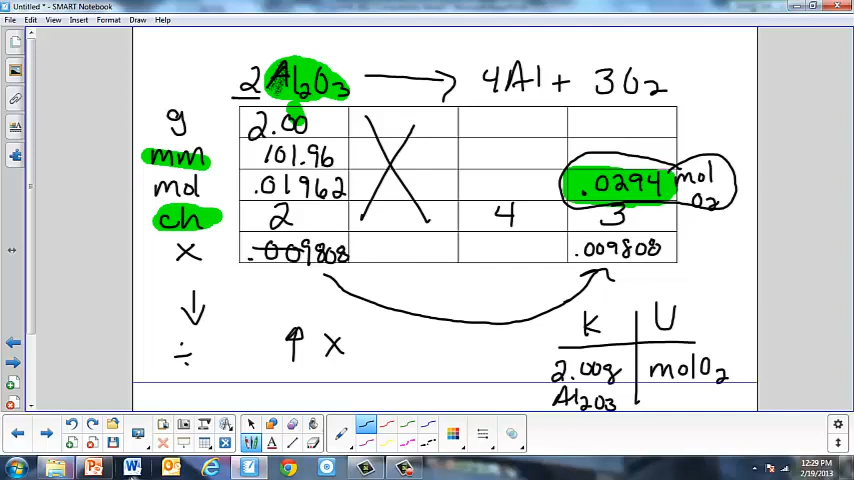 Untitled * - SMART Notebook
File Edit View Insert Format Draw Help
2 Al2O3 → 4Al + 3O2
g 2.00
mm 101.96
mol .01962 .0294 mol O2
ch 2 4 3
x .009808 .009808
↓ ÷ ↑ x
K U
2.00g Al2O3 mol O2
12:29 PM
2/19/2013